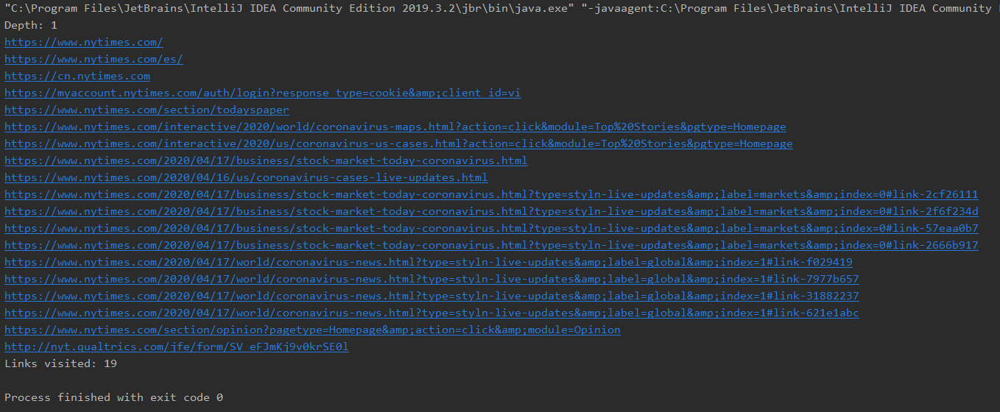 "C:\Program Files\JetBrains\IntelliJ IDEA Community Edition 2019.3.2\jbr\bin\java.exe" "-javaagent:C:\Program Files\JetBrains\IntelliJ IDEA Community
Depth: 1
https://www.nytimes.com/
https://www.nytimes.com/es/
https://cn.nytimes.com
https://myaccount.nytimes.com/auth/login?response_type=cookie&amp;client_id=vi
https://www.nytimes.com/section/todayspaper
https://www.nytimes.com/interactive/2020/world/coronavirus-maps.html?action=click&module=Top%20Stories&pgtype=Homepage
https://www.nytimes.com/interactive/2020/us/coronavirus-us-cases.html?action=click&module=Top%20Stories&pgtype=Homepage
https://www.nytimes.com/2020/04/17/business/stock-market-today-coronavirus.html
https://www.nytimes.com/2020/04/16/us/coronavirus-cases-live-updates.html
https://www.nytimes.com/2020/04/17/business/stock-market-today-coronavirus.html?type=styln-live-updates&amp;label=markets&amp;index=0#link-2cf26111
https://www.nytimes.com/2020/04/17/business/stock-market-today-coronavirus.html?type=styln-live-updates&amp;label=markets&amp;index=0#link-2f6f234d
https://www.nytimes.com/2020/04/17/business/stock-market-today-coronavirus.html?type=styln-live-updates&amp;label=markets&amp;index=0#link-57eaa0b7
https://www.nytimes.com/2020/04/17/business/stock-market-today-coronavirus.html?type=styln-live-updates&amp;label=markets&amp;index=0#link-2666b917
https://www.nytimes.com/2020/04/17/world/coronavirus-news.html?type=styln-live-updates&amp;label=global&amp;index=1#link-f029419
https://www.nytimes.com/2020/04/17/world/coronavirus-news.html?type=styln-live-updates&amp;label=global&amp;index=1#link-7977b657
https://www.nytimes.com/2020/04/17/world/coronavirus-news.html?type=styln-live-updates&amp;label=global&amp;index=1#link-31882237
https://www.nytimes.com/2020/04/17/world/coronavirus-news.html?type=styln-live-updates&amp;label=global&amp;index=1#link-621e1abc
https://www.nytimes.com/section/opinion?pagetype=Homepage&amp;action=click&amp;module=Opinion
http://nyt.qualtrics.com/jfe/form/SV_eFJmKj9v0krSE0l
Links visited: 19
Process finished with exit code 0